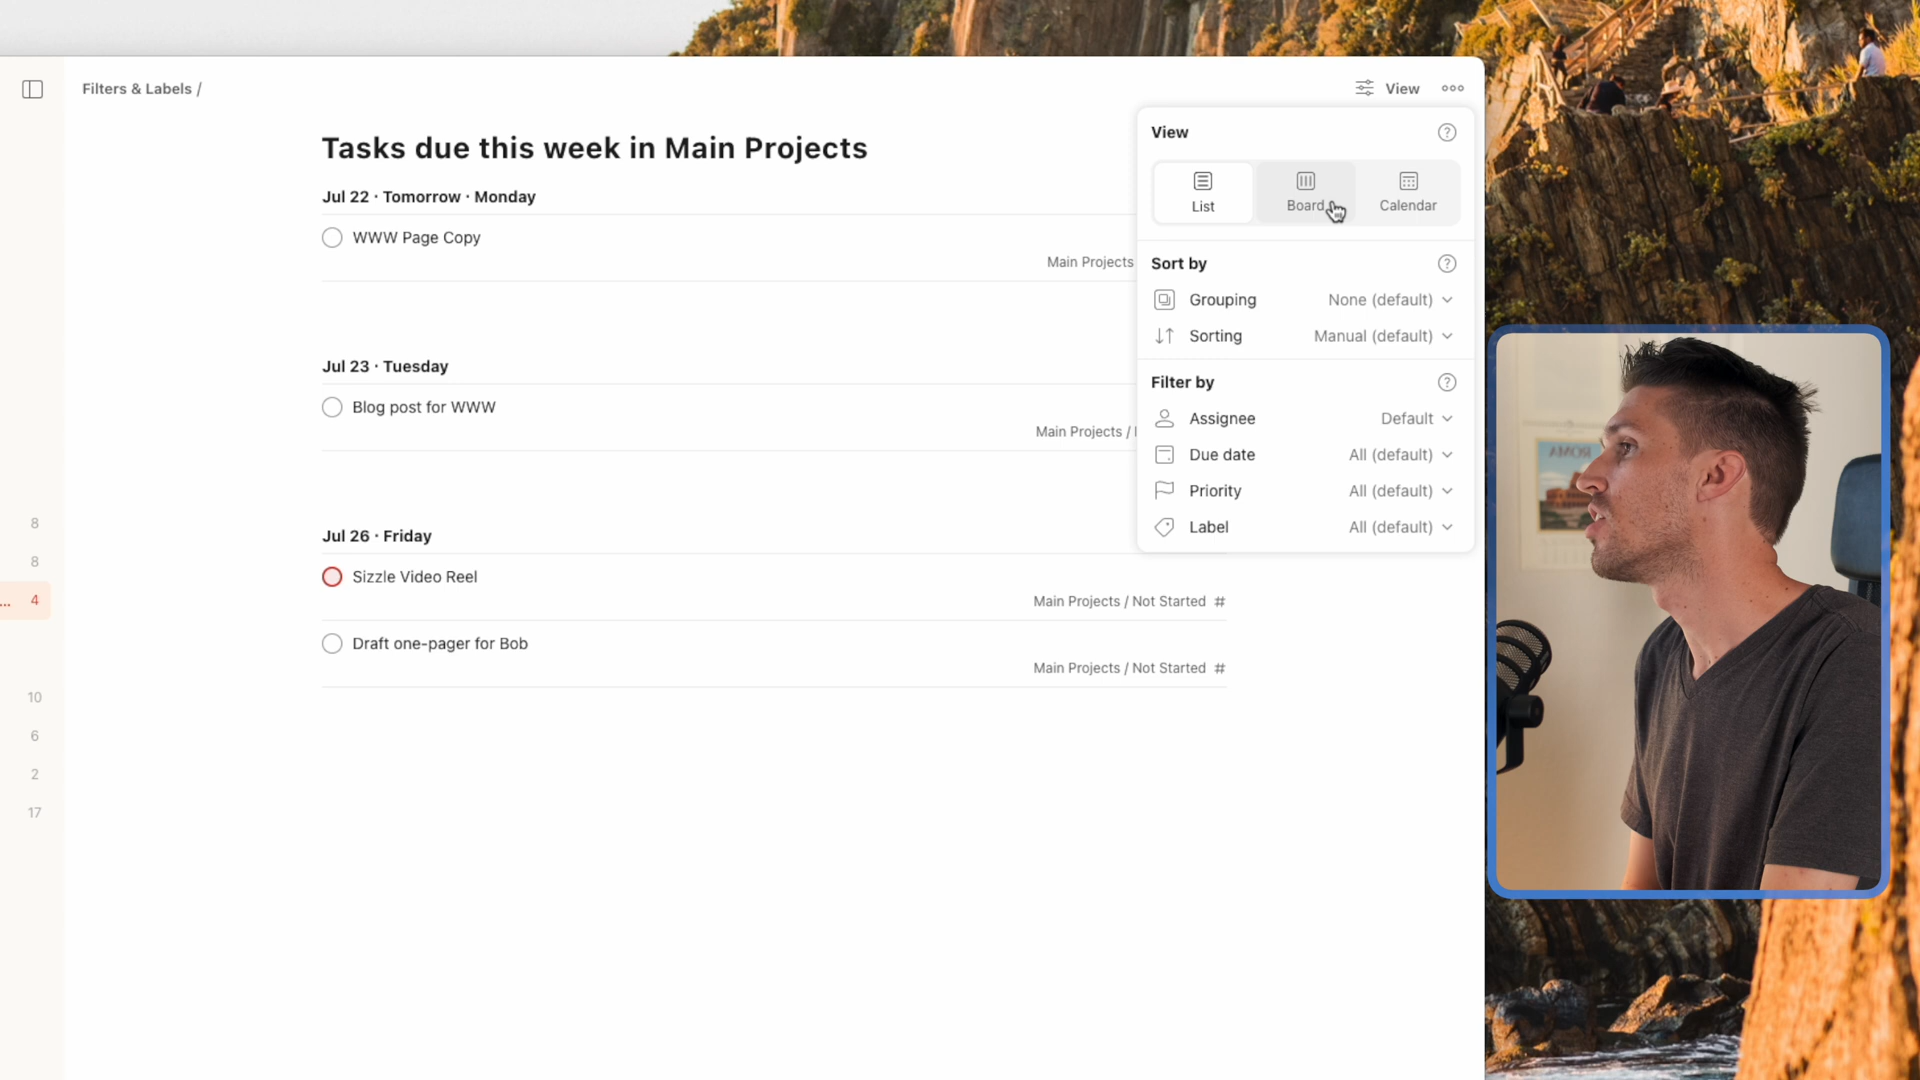 Filters & Labels /
View
Tasks due this week in Main Projects
Jul 22 · Tomorrow · Monday
WWW Page Copy
Main Projects
Jul 23 · Tuesday
Blog post for WWW
Main Projects /
Jul 26 · Friday
Sizzle Video Reel
Main Projects / Not Started #
Draft one-pager for Bob
Main Projects / Not Started #
8
8
... 4
10
6
2
17
View
List
Board
Calendar
Sort by
Grouping None (default)
Sorting Manual (default)
Filter by
Assignee Default
Due date All (default)
Priority All (default)
Label All (default)
ROMA